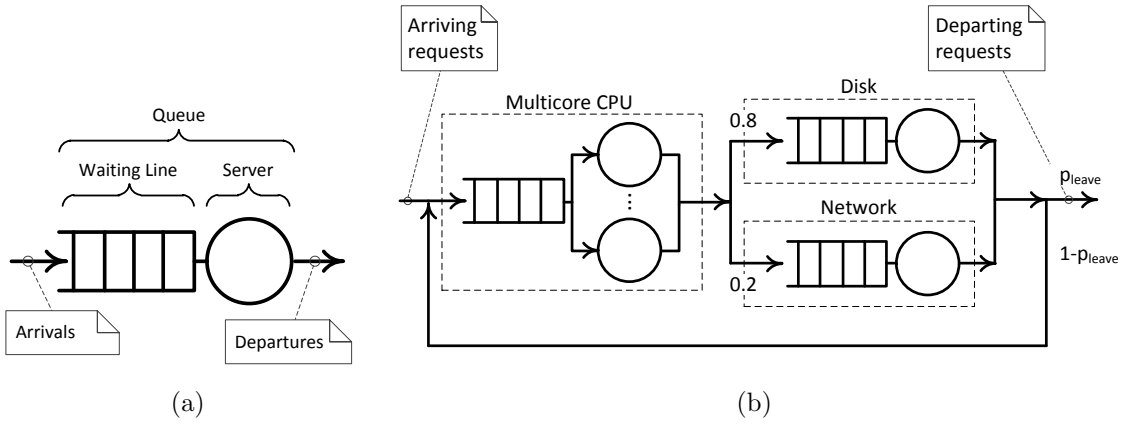 Queue
Waiting Line
Server
Arrivals
Departures
(a)
Arriving
requests
Departing
requests
Multicore CPU
Disk
0.8
Network
0.2
p_leave
1-p_leave
(b)